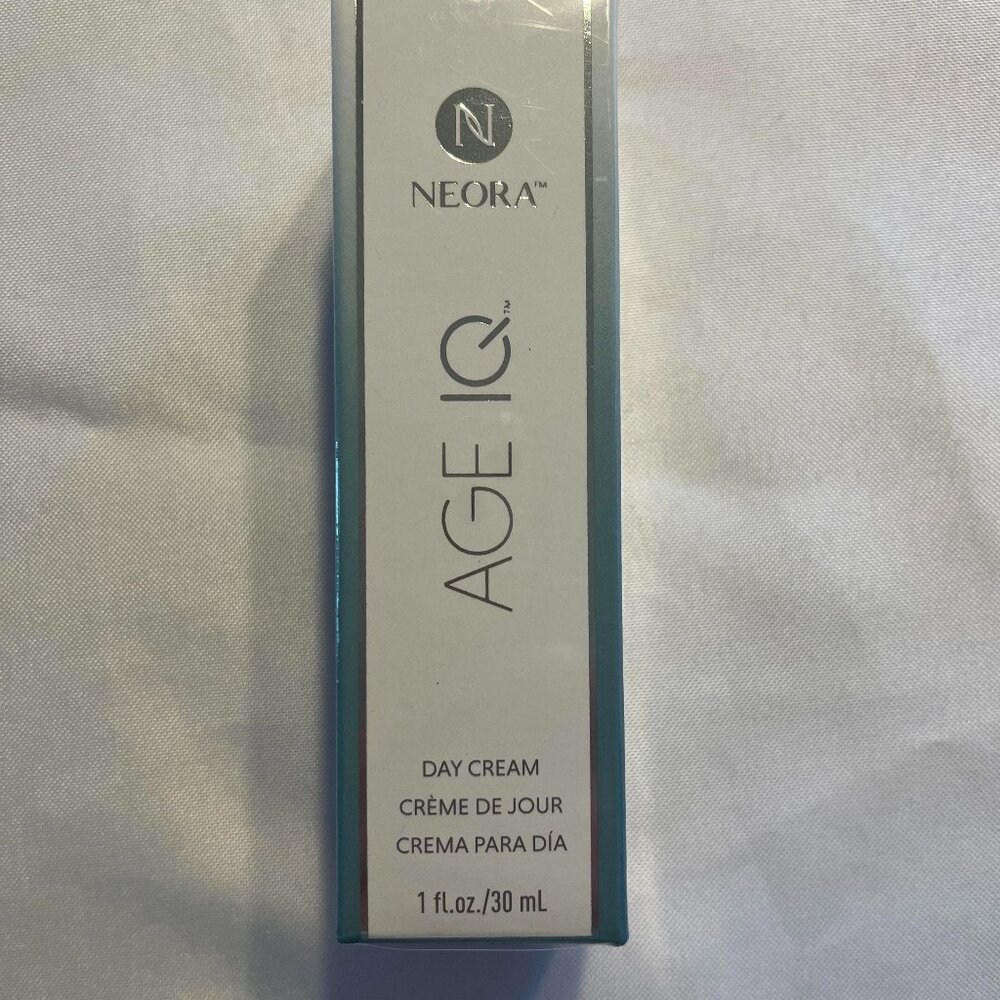 N
NEORA™
AGE IQ™
DAY CREAM
CRÈME DE JOUR
CREMA PARA DÍA
1 fl.oz./30 mL